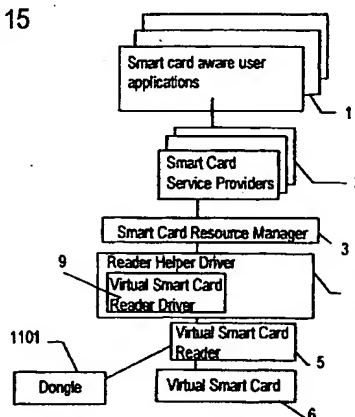 15
Smart card aware user
applications
1
Smart Card
Service Providers
Smart Card Resource Manager
3
Reader Helper Driver
9
Virtual Smart Card
Reader Driver
1101
Virtual Smart Card
Reader
5
Dongle
Virtual Smart Card
6